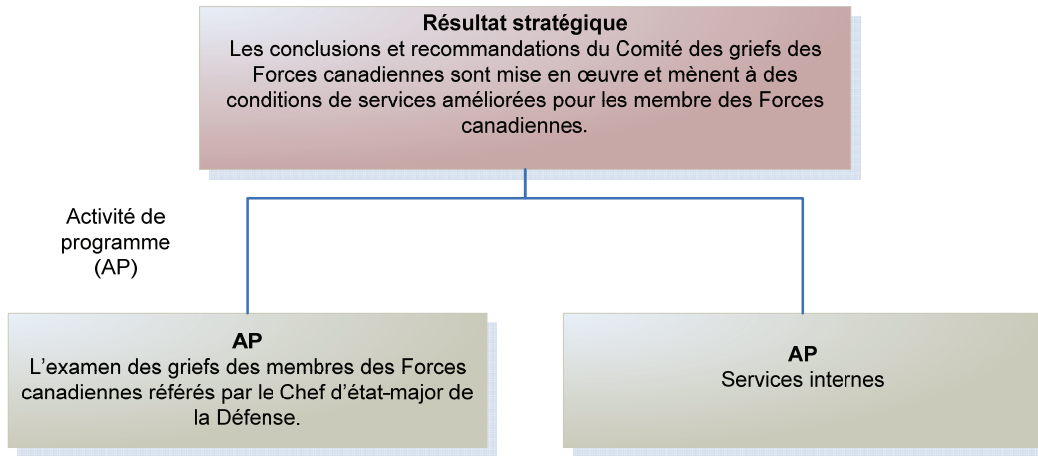 Résultat stratégique
Les conclusions et recommandations du Comité des griefs des
Forces canadiennes sont mise en œuvre et mènent à des
conditions de services améliorées pour les membre des Forces
canadiennes.
Activité de
programme
(AP)
AP
L’examen des griefs des membres des Forces
canadiennes référés par le Chef d’état-major de
la Défense.
AP
Services internes